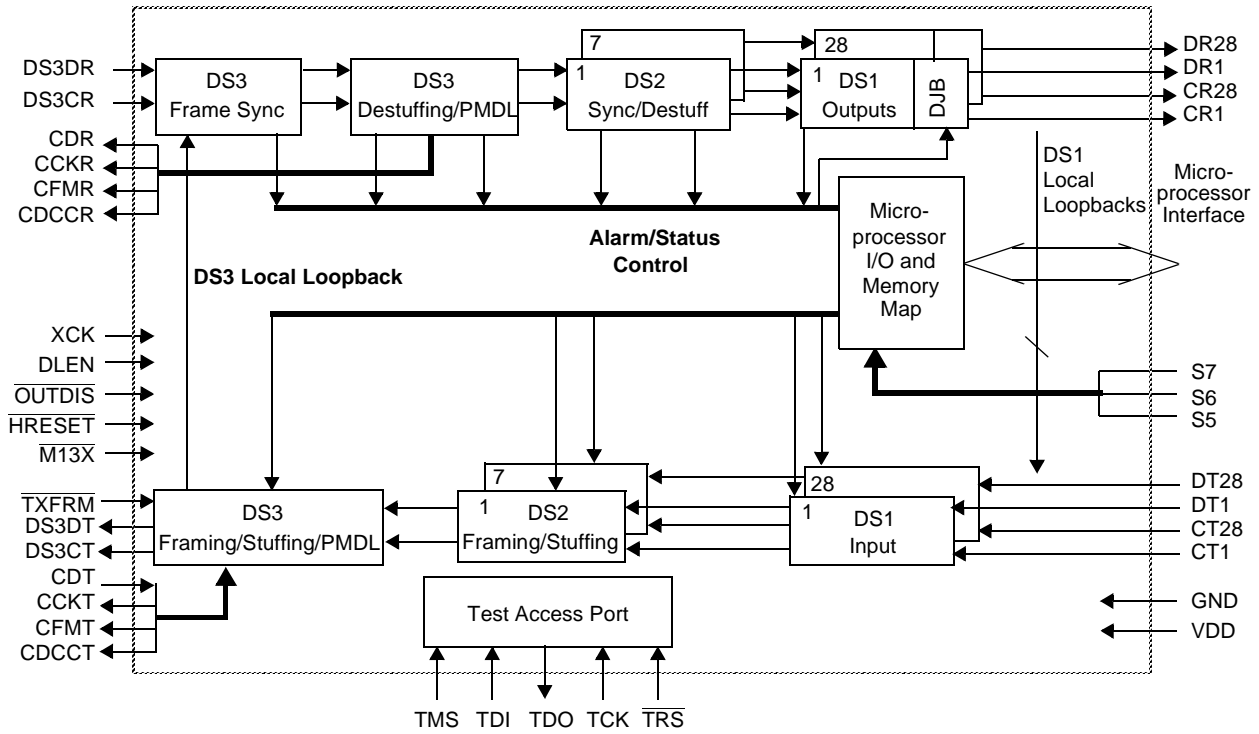 DS3DR
DS3CR
CDR
CCKR
CFMR
CDCCR
DS3
Frame Sync
DS3
Destuffing/PMDL
7
1
DS2
Sync/Destuff
28
1
DS1
Outputs
DJB
DR28
DR1
CR28
CR1
DS1
Local
Loopbacks
Micro-
processor
Interface
Micro-
processor
I/O and
Memory
Map
Alarm/Status
Control
DS3 Local Loopback
XCK
DLEN
OUTDIS
HRESET
M13X
S7
S6
S5
TXFRM
DS3DT
DS3CT
CDT
CCKT
CFMT
CDCCT
DS3
Framing/Stuffing/PMDL
7
1
DS2
Framing/Stuffing
28
1
DS1
Input
DT28
DT1
CT28
CT1
GND
VDD
Test Access Port
TMS
TDI
TDO
TCK
TRS